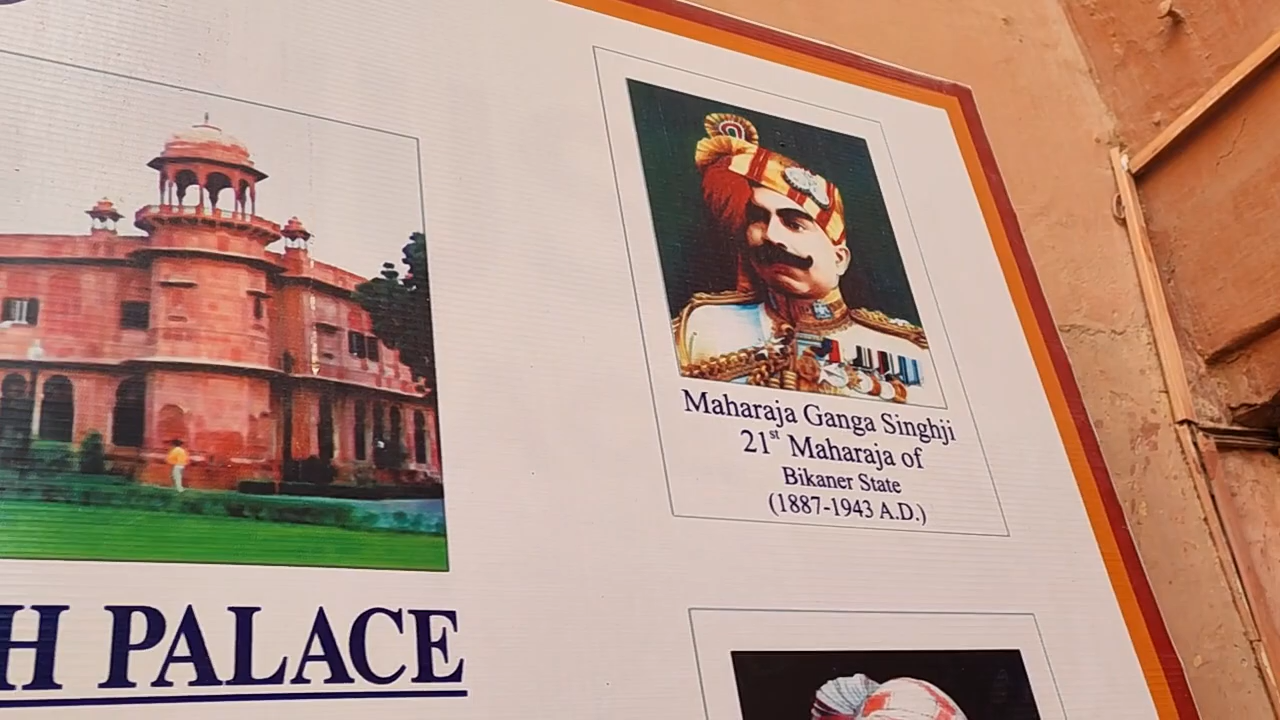 Maharaja Ganga Singhji
21st Maharaja of
Bikaner State
(1887-1943 A.D.)
H PALACE